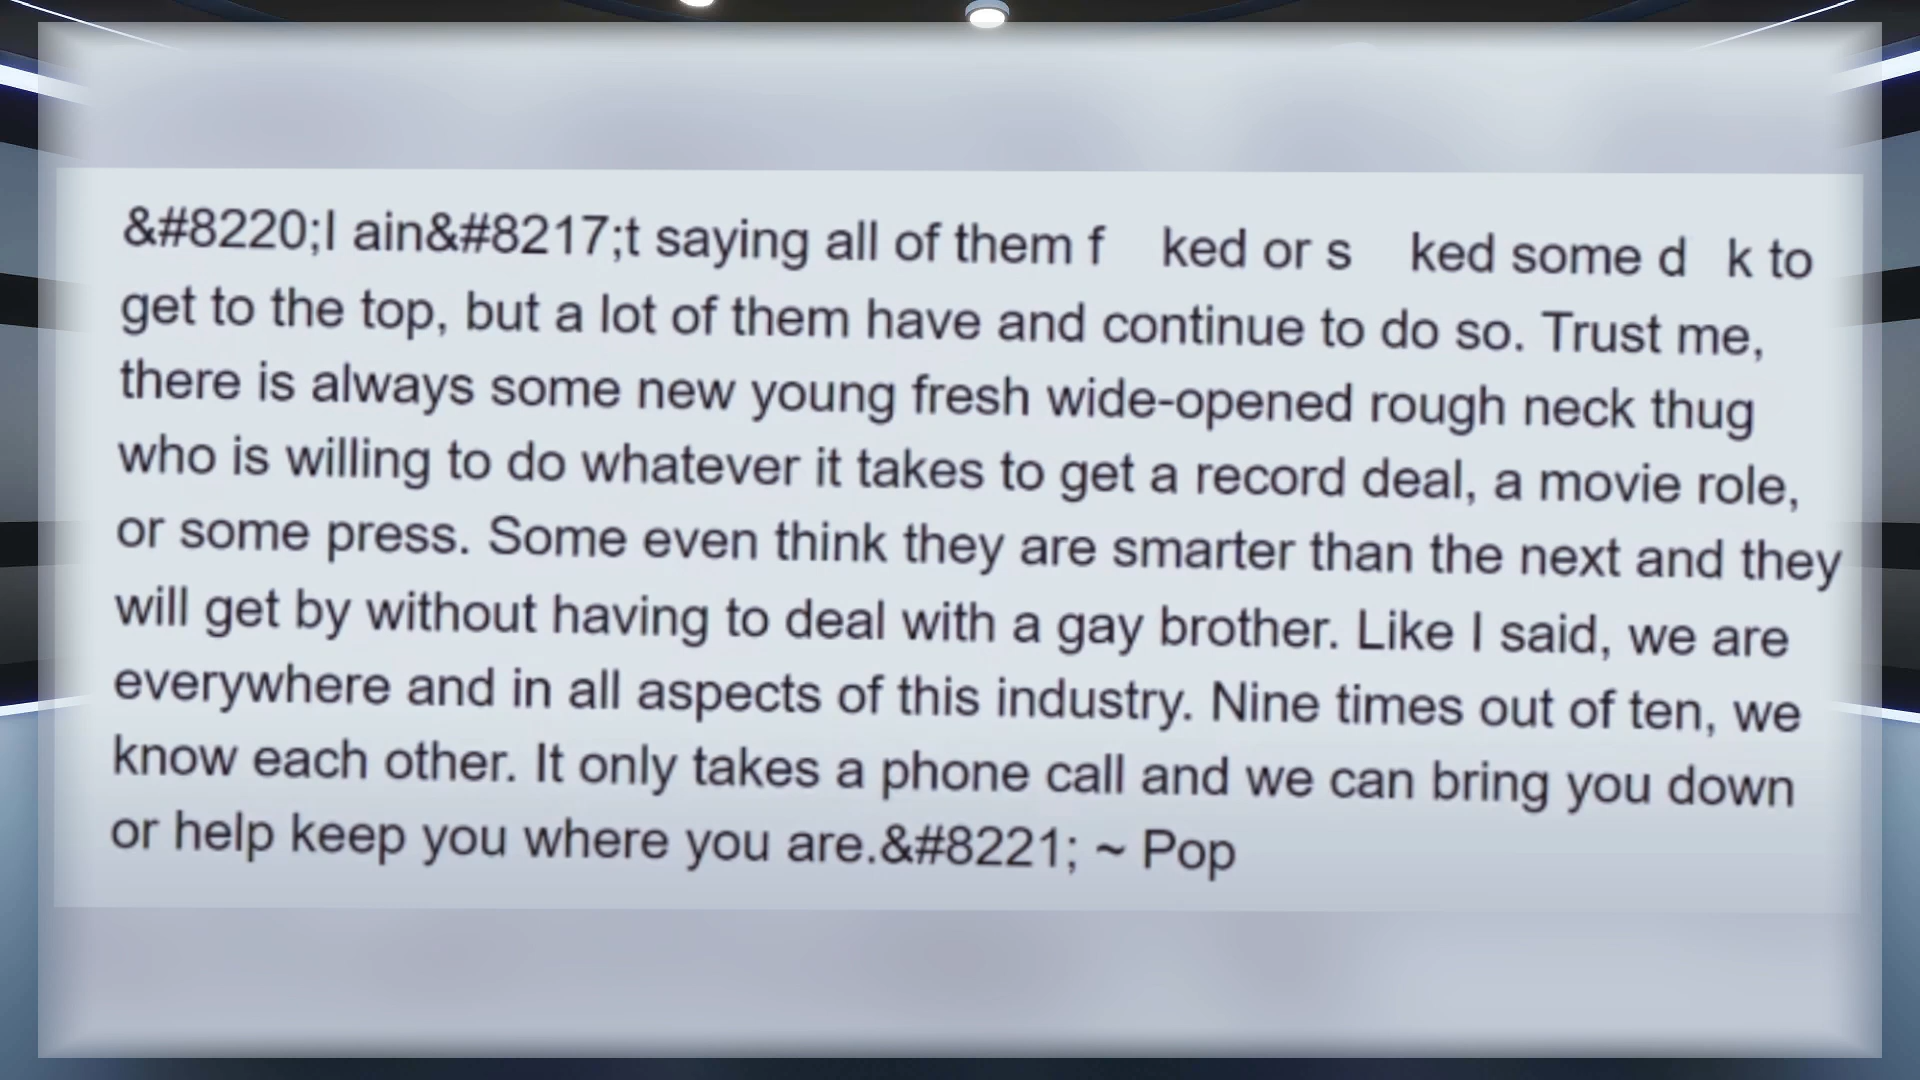 &#8220;I ain&#8217;t saying all of them f ked or s ked some d k to
get to the top, but a lot of them have and continue to do so. Trust me,
there is always some new young fresh wide-opened rough neck thug
who is willing to do whatever it takes to get a record deal, a movie role,
or some press. Some even think they are smarter than the next and they
will get by without having to deal with a gay brother. Like I said, we are
everywhere and in all aspects of this industry. Nine times out of ten, we
know each other. It only takes a phone call and we can bring you down
or help keep you where you are.&#8221; ~ Pop